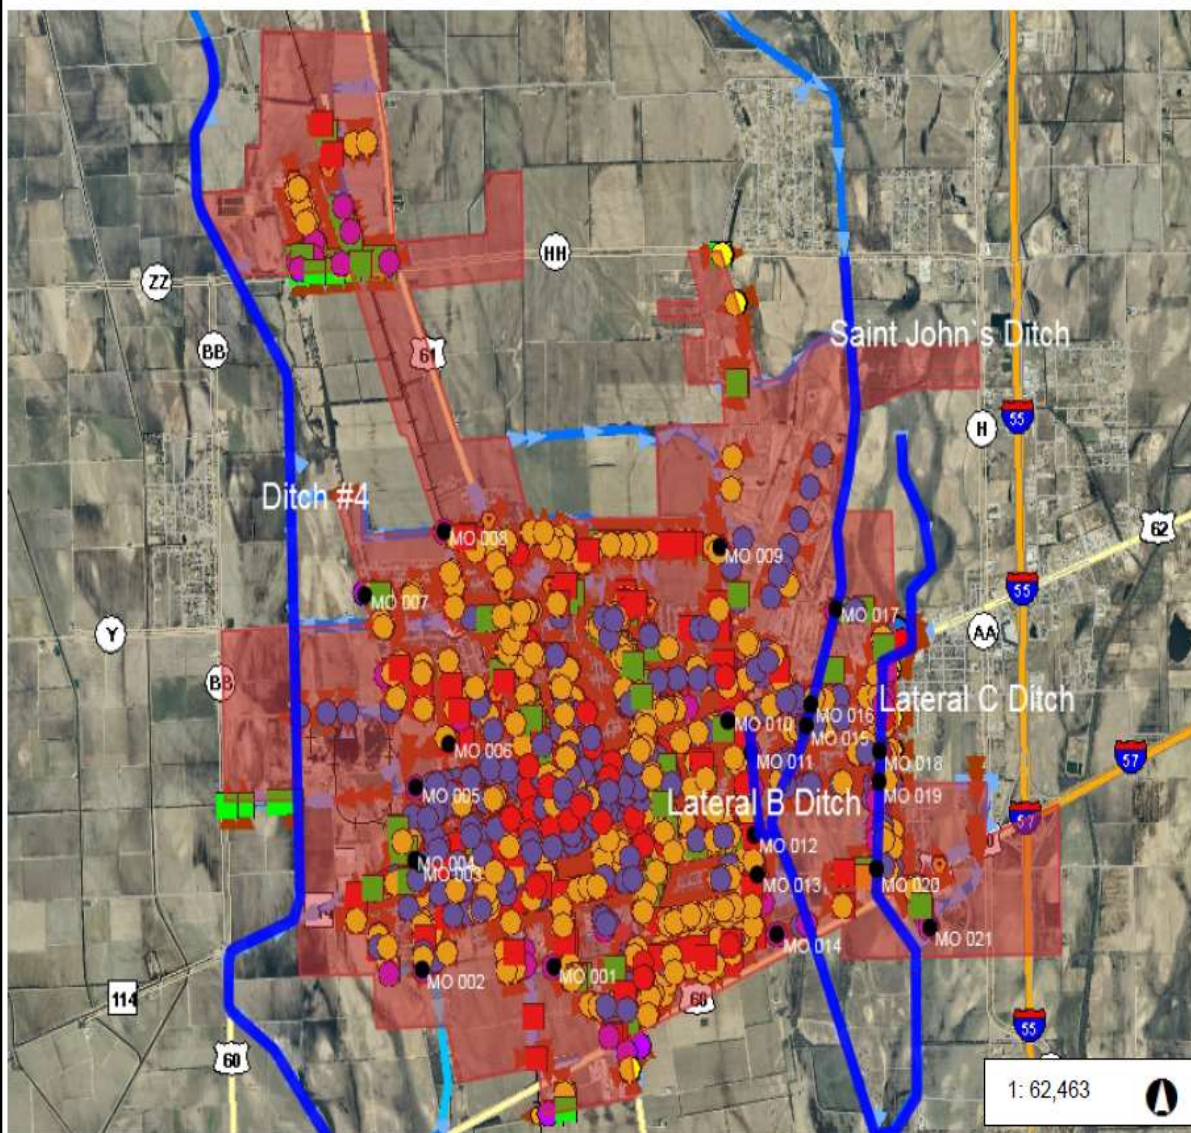 HH
ZZ
Saint John`s Ditch
BB
61
55
H
Ditch #4
62
MO 008
MO 009
55
MO 007
MO 017
Y
AA
BB
Lateral C Ditch
MO 016
MO 010
MO 015
MO 006
MO 011
57
MO 018
MO 005
MO 019
Lateral B Ditch
57
MO 012
MO 004
MO 003
MO 013
MO 020
MO 014
MO 021
MO 001
MO 002
114
60
55
60
1: 62,463